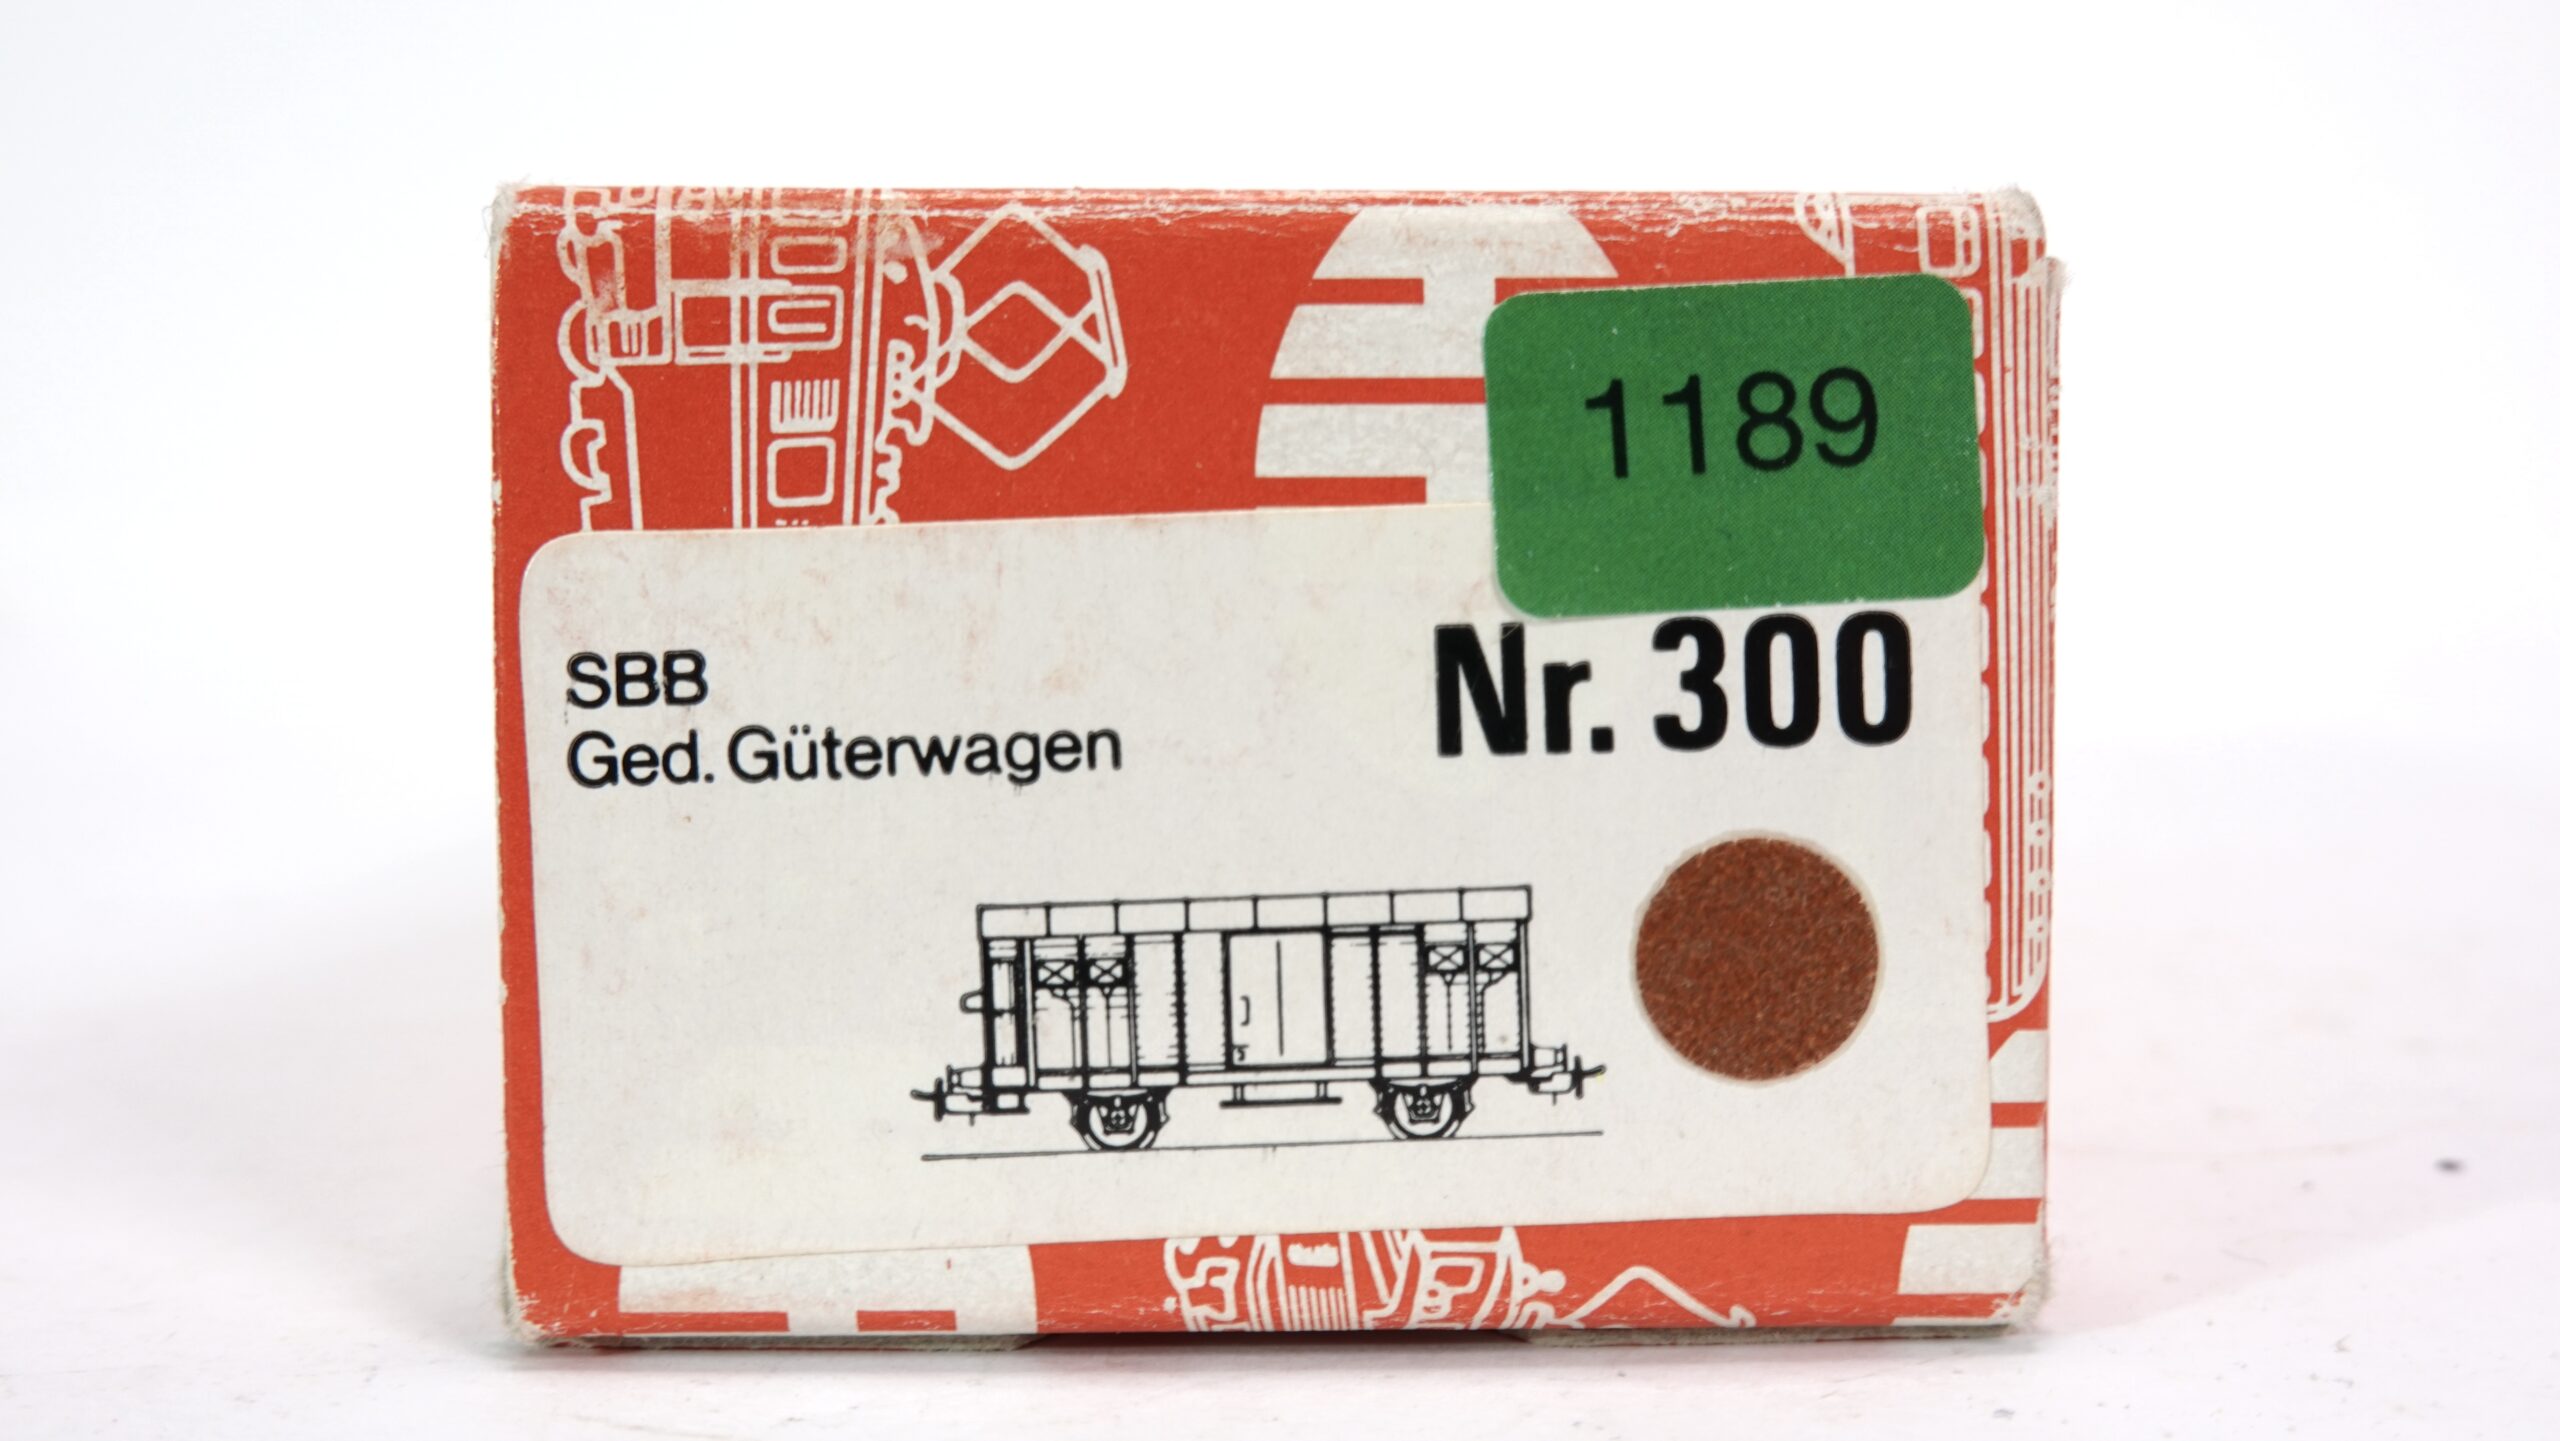 1189
Nr. 300
SBB
Ged. Güterwagen